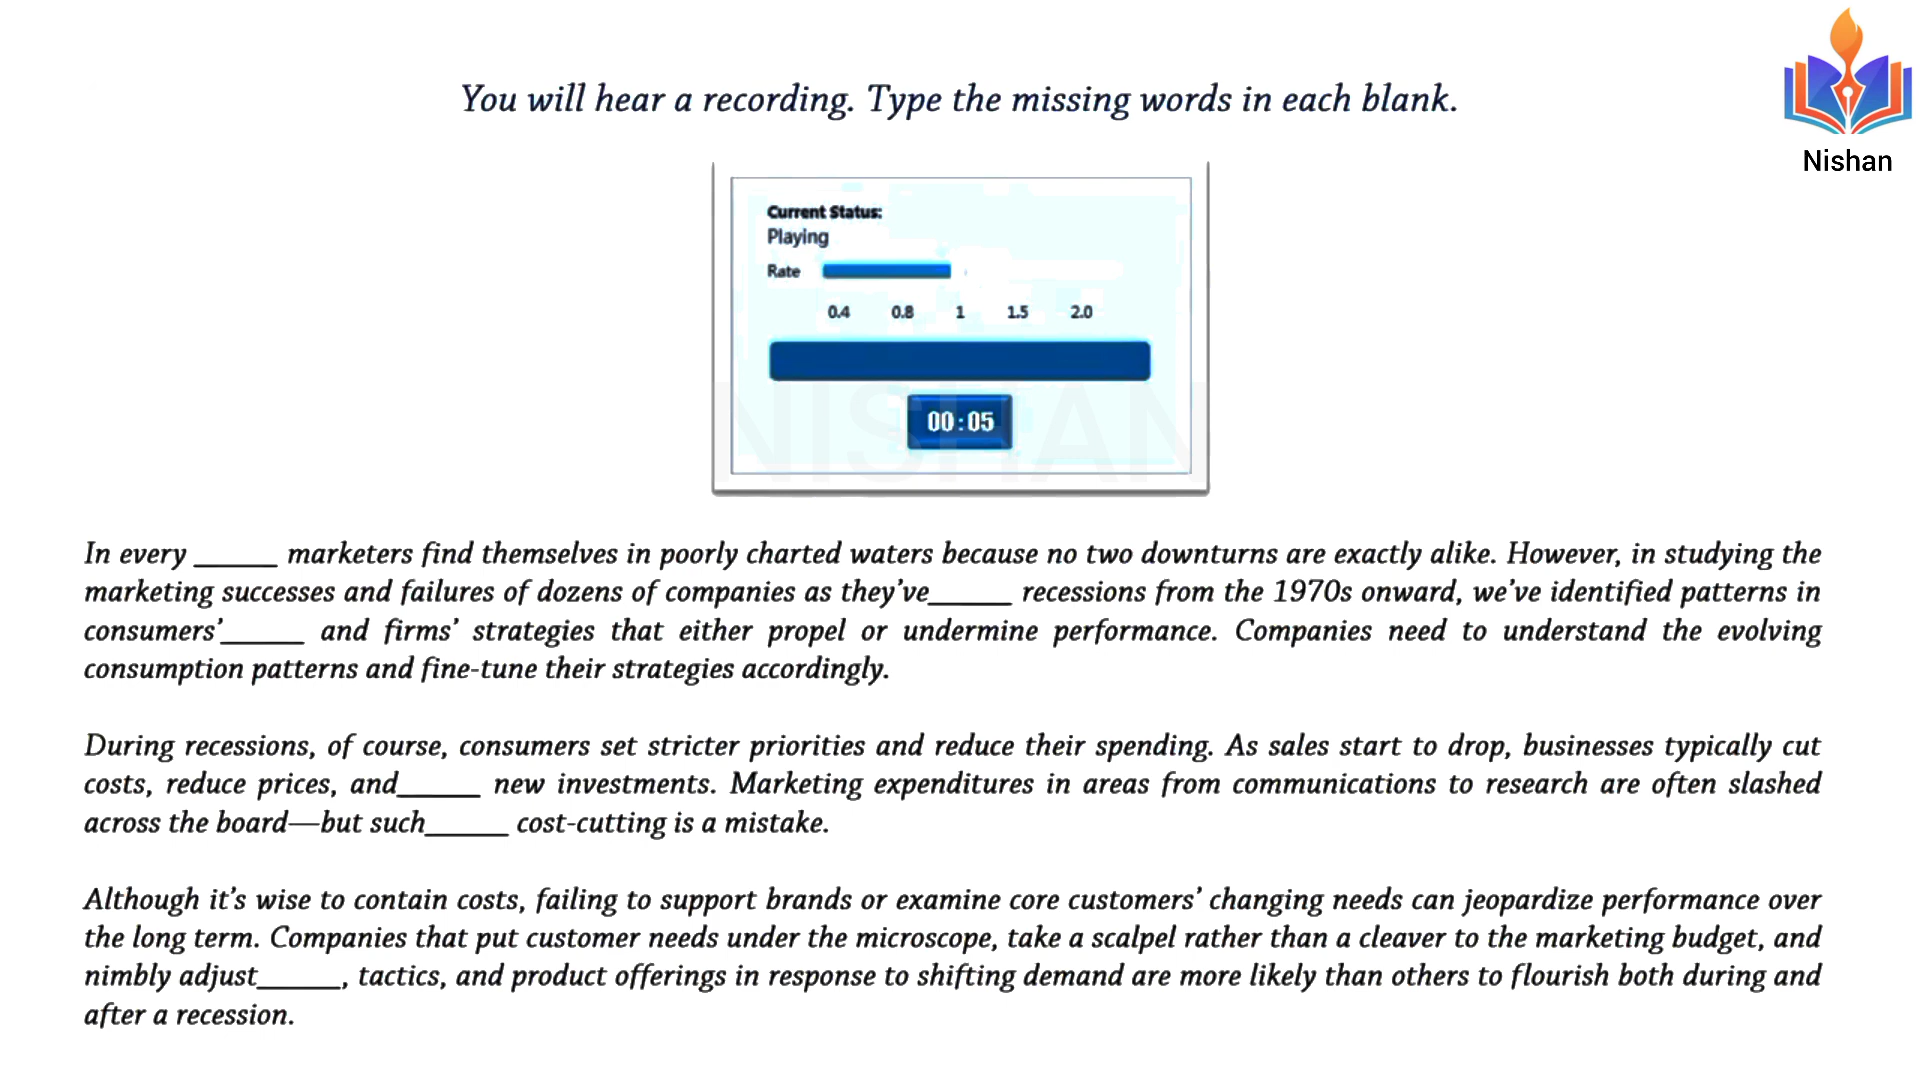 You will hear a recording. Type the missing words in each blank.
Nishan
Current Status:
Playing
Rate
0.4 0.8 1 1.5 2.0
00:05
NISHAN
In every ______ marketers find themselves in poorly charted waters because no two downturns are exactly alike. However, in studying the
marketing successes and failures of dozens of companies as they’ve______ recessions from the 1970s onward, we’ve identified patterns in
consumers’______ and firms’ strategies that either propel or undermine performance. Companies need to understand the evolving
consumption patterns and fine-tune their strategies accordingly.
During recessions, of course, consumers set stricter priorities and reduce their spending. As sales start to drop, businesses typically cut
costs, reduce prices, and______ new investments. Marketing expenditures in areas from communications to research are often slashed
across the board—but such______ cost-cutting is a mistake.
Although it’s wise to contain costs, failing to support brands or examine core customers’ changing needs can jeopardize performance over
the long term. Companies that put customer needs under the microscope, take a scalpel rather than a cleaver to the marketing budget, and
nimbly adjust______, tactics, and product offerings in response to shifting demand are more likely than others to flourish both during and
after a recession.